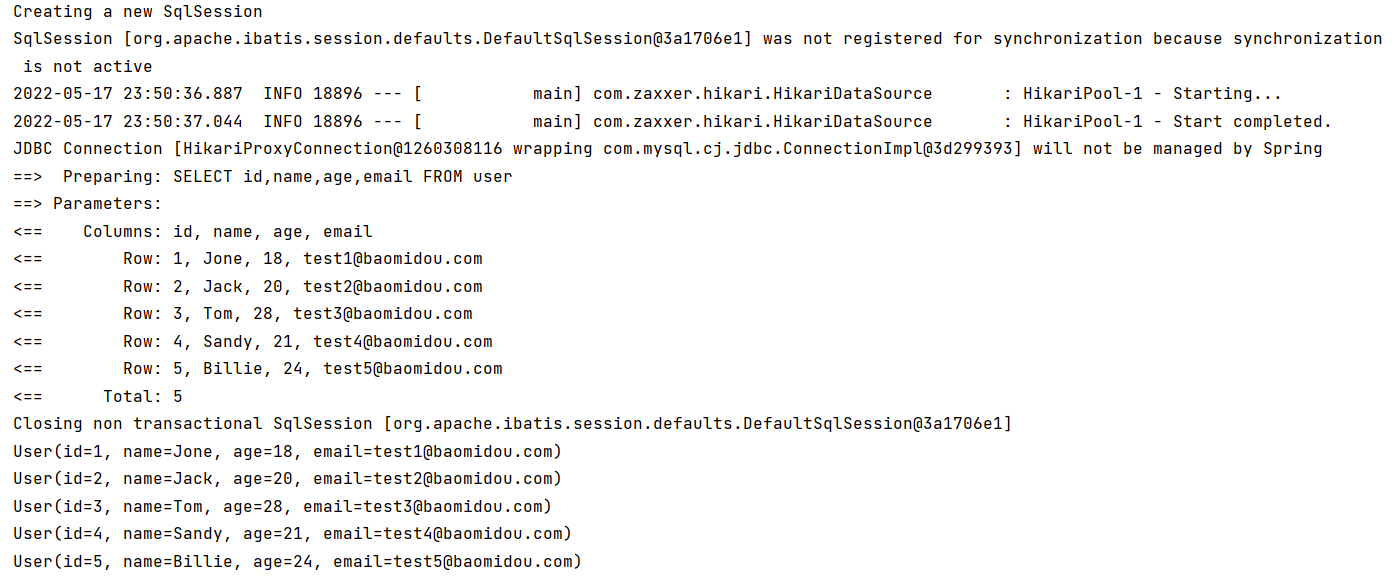 Creating a new SqlSession
SqlSession [org.apache.ibatis.session.defaults.DefaultSqlSession@3a1706e1] was not registered for synchronization because synchronization
 is not active
2022-05-17 23:50:36.887  INFO 18896 --- [           main] com.zaxxer.hikari.HikariDataSource       : HikariPool-1 - Starting...
2022-05-17 23:50:37.044  INFO 18896 --- [           main] com.zaxxer.hikari.HikariDataSource       : HikariPool-1 - Start completed.
JDBC Connection [HikariProxyConnection@1260308116 wrapping com.mysql.cj.jdbc.ConnectionImpl@3d299393] will not be managed by Spring
==>  Preparing: SELECT id,name,age,email FROM user
==> Parameters:
<==    Columns: id, name, age, email
<==        Row: 1, Jone, 18, test1@baomidou.com
<==        Row: 2, Jack, 20, test2@baomidou.com
<==        Row: 3, Tom, 28, test3@baomidou.com
<==        Row: 4, Sandy, 21, test4@baomidou.com
<==        Row: 5, Billie, 24, test5@baomidou.com
<==      Total: 5
Closing non transactional SqlSession [org.apache.ibatis.session.defaults.DefaultSqlSession@3a1706e1]
User(id=1, name=Jone, age=18, email=test1@baomidou.com)
User(id=2, name=Jack, age=20, email=test2@baomidou.com)
User(id=3, name=Tom, age=28, email=test3@baomidou.com)
User(id=4, name=Sandy, age=21, email=test4@baomidou.com)
User(id=5, name=Billie, age=24, email=test5@baomidou.com)